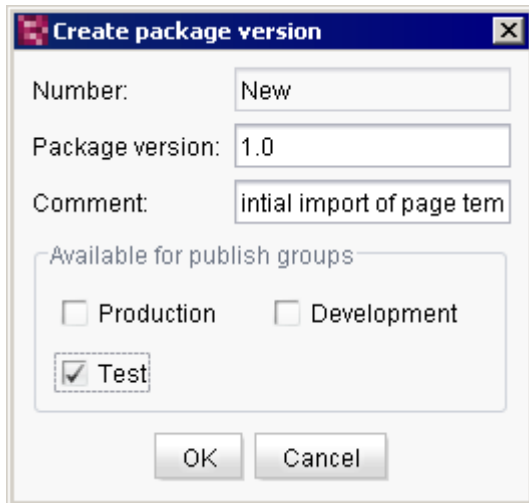 Create package version
Number: New
Package version: 1.0
Comment: intial import of page tem
Available for publish groups
Production Development
Test
OK Cancel